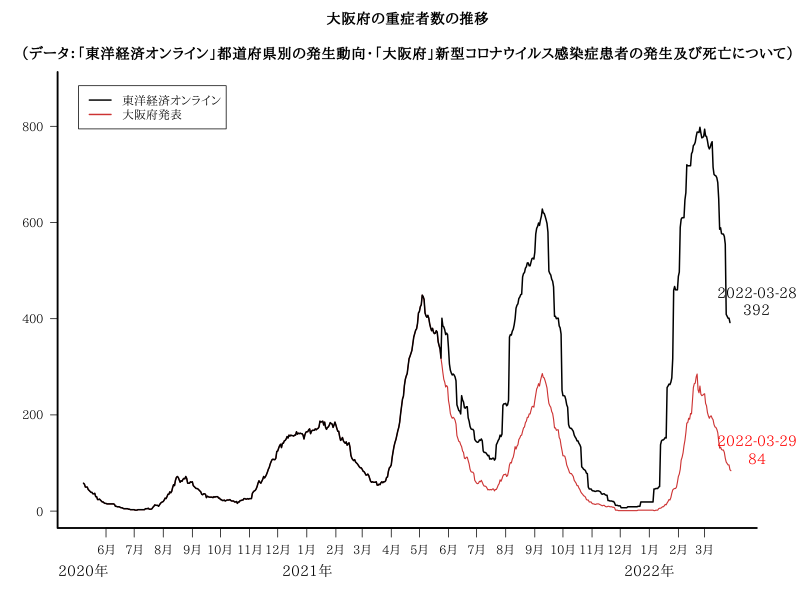 大阪府の重症者数の推移
（データ：「東洋経済オンライン」都道府県別の発生動向・「大阪府」新型コロナウイルス感染症患者の発生及び死亡について）
東洋経済オンライン
大阪府発表
800
600
400
200
0
2022-03-28
392
2022-03-29
84
6月 7月 8月 9月 10月 11月 12月 1月 2月 3月 4月 5月 6月 7月 8月 9月 10月 11月 12月 1月 2月 3月
2020年 2021年 2022年